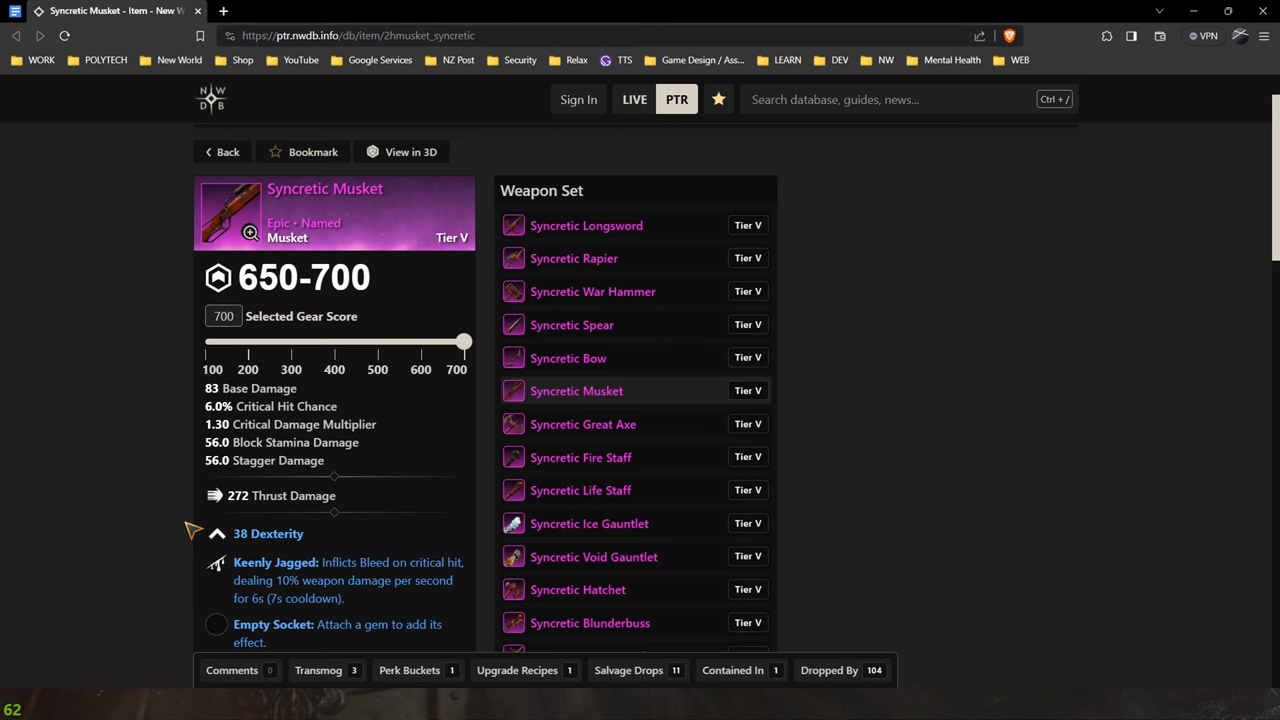 Syncretic Musket - Item - New W
https://ptr.nwdb.info/db/item/2hmusket_syncretic
VPN
WORK POLYTECH New World Shop YouTube Google Services NZ Post Security Relax TTS Game Design / Ass... LEARN DEV NW Mental Health WEB
NW
DB
Sign In LIVE PTR Search database, guides, news... Ctrl + /
Back Bookmark View in 3D
Syncretic Musket
Epic • Named
Musket Tier V
650-700
700 Selected Gear Score
100 200 300 400 500 600 700
83 Base Damage
6.0% Critical Hit Chance
1.30 Critical Damage Multiplier
56.0 Block Stamina Damage
56.0 Stagger Damage
272 Thrust Damage
38 Dexterity
Keenly Jagged: Inflicts Bleed on critical hit,
dealing 10% weapon damage per second
for 6s (7s cooldown).
Empty Socket: Attach a gem to add its
effect.
Weapon Set
Syncretic Longsword Tier V
Syncretic Rapier Tier V
Syncretic War Hammer Tier V
Syncretic Spear Tier V
Syncretic Bow Tier V
Syncretic Musket Tier V
Syncretic Great Axe Tier V
Syncretic Fire Staff Tier V
Syncretic Life Staff Tier V
Syncretic Ice Gauntlet Tier V
Syncretic Void Gauntlet Tier V
Syncretic Hatchet Tier V
Syncretic Blunderbuss Tier V
Comments 0 Transmog 3 Perk Buckets 1 Upgrade Recipes 1 Salvage Drops 11 Contained In 1 Dropped By 104
62